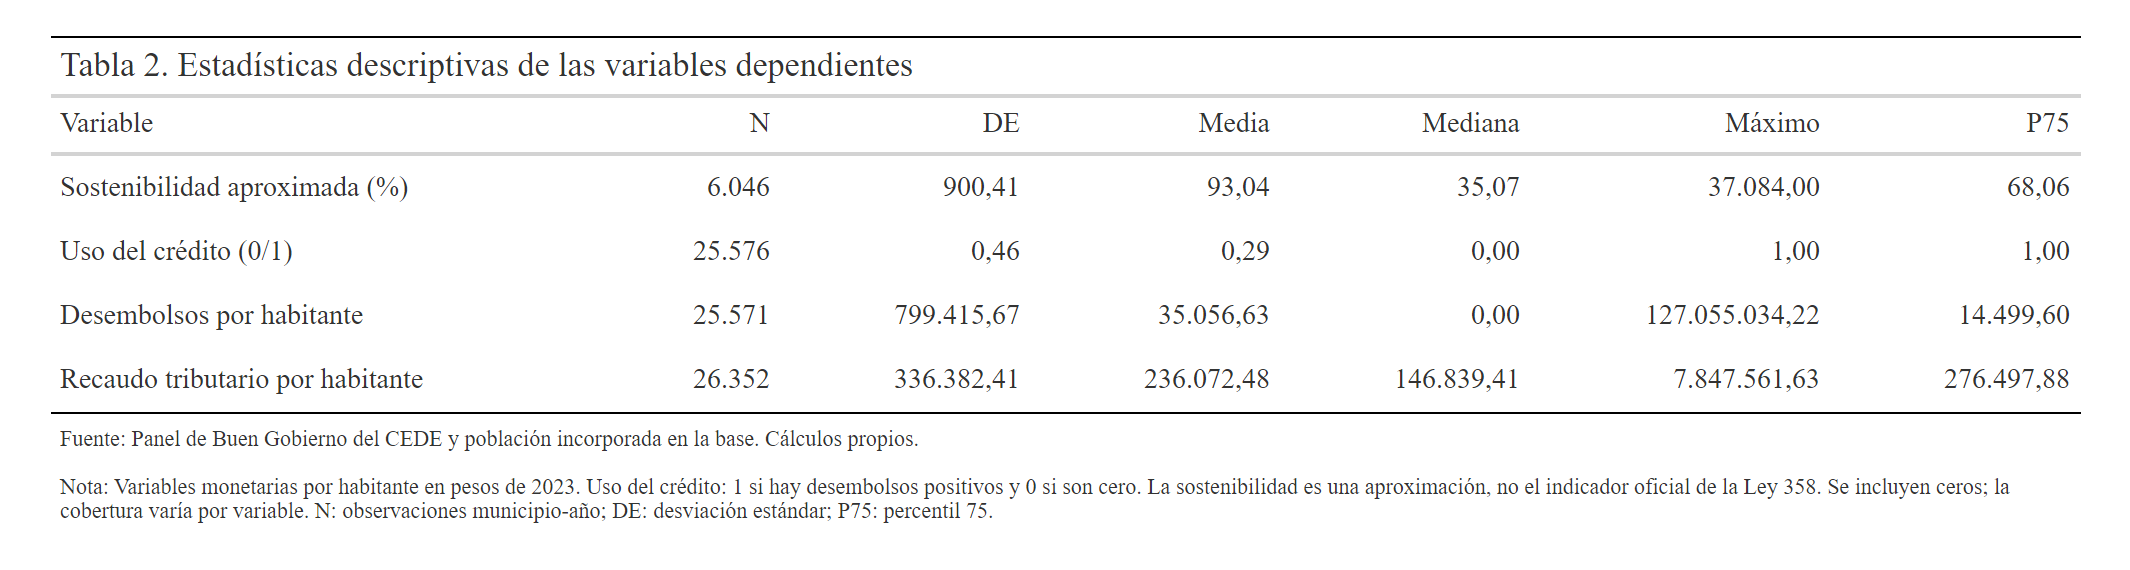 Tabla 2. Estadísticas descriptivas de las variables dependientes
Variable N DE Media Mediana Máximo P75
Sostenibilidad aproximada (%) 6.046 900,41 93,04 35,07 37.084,00 68,06
Uso del crédito (0/1) 25.576 0,46 0,29 0,00 1,00 1,00
Desembolsos por habitante 25.571 799.415,67 35.056,63 0,00 127.055.034,22 14.499,60
Recaudo tributario por habitante 26.352 336.382,41 236.072,48 146.839,41 7.847.561,63 276.497,88
Fuente: Panel de Buen Gobierno del CEDE y población incorporada en la base. Cálculos propios.
Nota: Variables monetarias por habitante en pesos de 2023. Uso del crédito: 1 si hay desembolsos positivos y 0 si son cero. La sostenibilidad es una aproximación, no el indicador oficial de la Ley 358. Se incluyen ceros; la
cobertura varía por variable. N: observaciones municipio-año; DE: desviación estándar; P75: percentil 75.